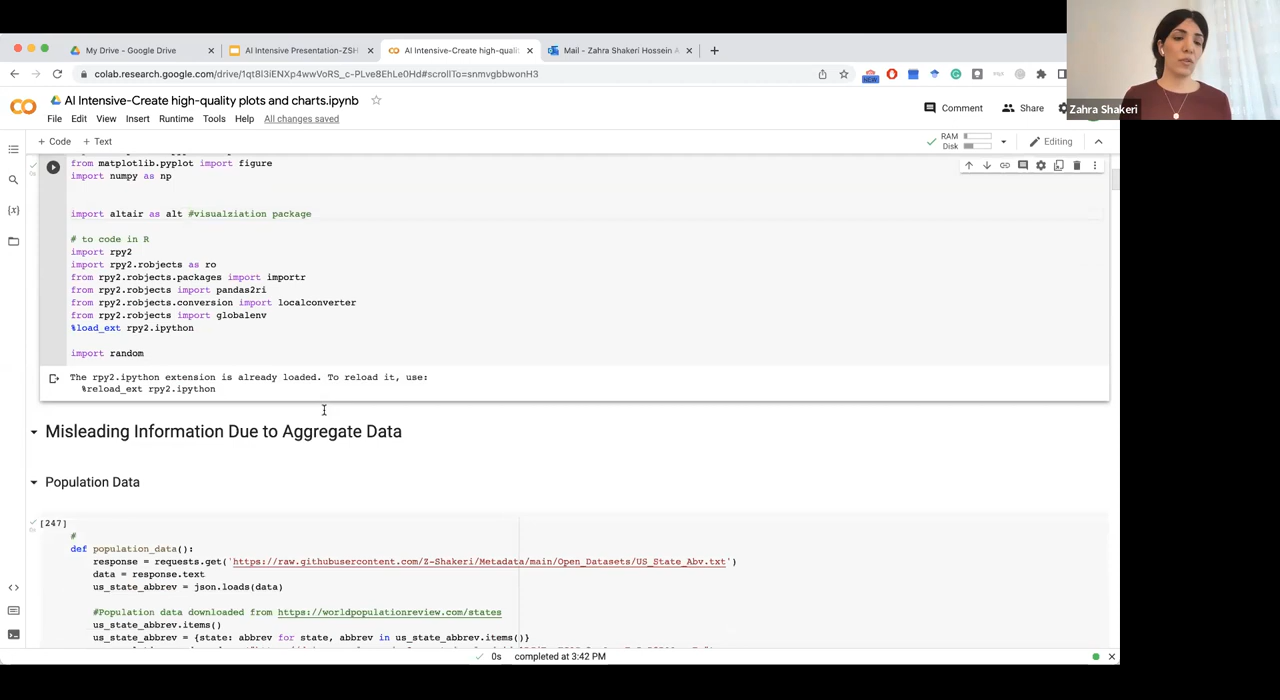 My Drive - Google Drive
AI Intensive Presentation-ZSH
AI Intensive-Create high-quali
Mail - Zahra Shakeri Hossein A
colab.research.google.com/drive/1qt8I3iENXp4wwVoRS_c-PLve8EhLe0Hd#scrollTo=snmvgbbwonH3
NEW
AI Intensive-Create high-quality plots and charts.ipynb
Comment
Share
Zahra Shakeri
File Edit View Insert Runtime Tools Help All changes saved
+ Code + Text
RAM
Disk
Editing
from matplotlib.pyplot import figure
import numpy as np
import altair as alt #visualziation package
# to code in R
import rpy2
import rpy2.robjects as ro
from rpy2.robjects.packages import importr
from rpy2.robjects import pandas2ri
from rpy2.robjects.conversion import localconverter
from rpy2.robjects import globalenv
%load_ext rpy2.ipython
import random
The rpy2.ipython extension is already loaded. To reload it, use:
%reload_ext rpy2.ipython
Misleading Information Due to Aggregate Data
Population Data
[247]
#
def population_data():
response = requests.get('https://raw.githubusercontent.com/Z-Shakeri/Metadata/main/Open_Datasets/US_State_Abv.txt')
data = response.text
us_state_abbrev = json.loads(data)
#Population data downloaded from https://worldpopulationreview.com/states
us_state_abbrev.items()
us_state_abbrev = {state: abbrev for state, abbrev in us_state_abbrev.items()}
0s completed at 3:42 PM